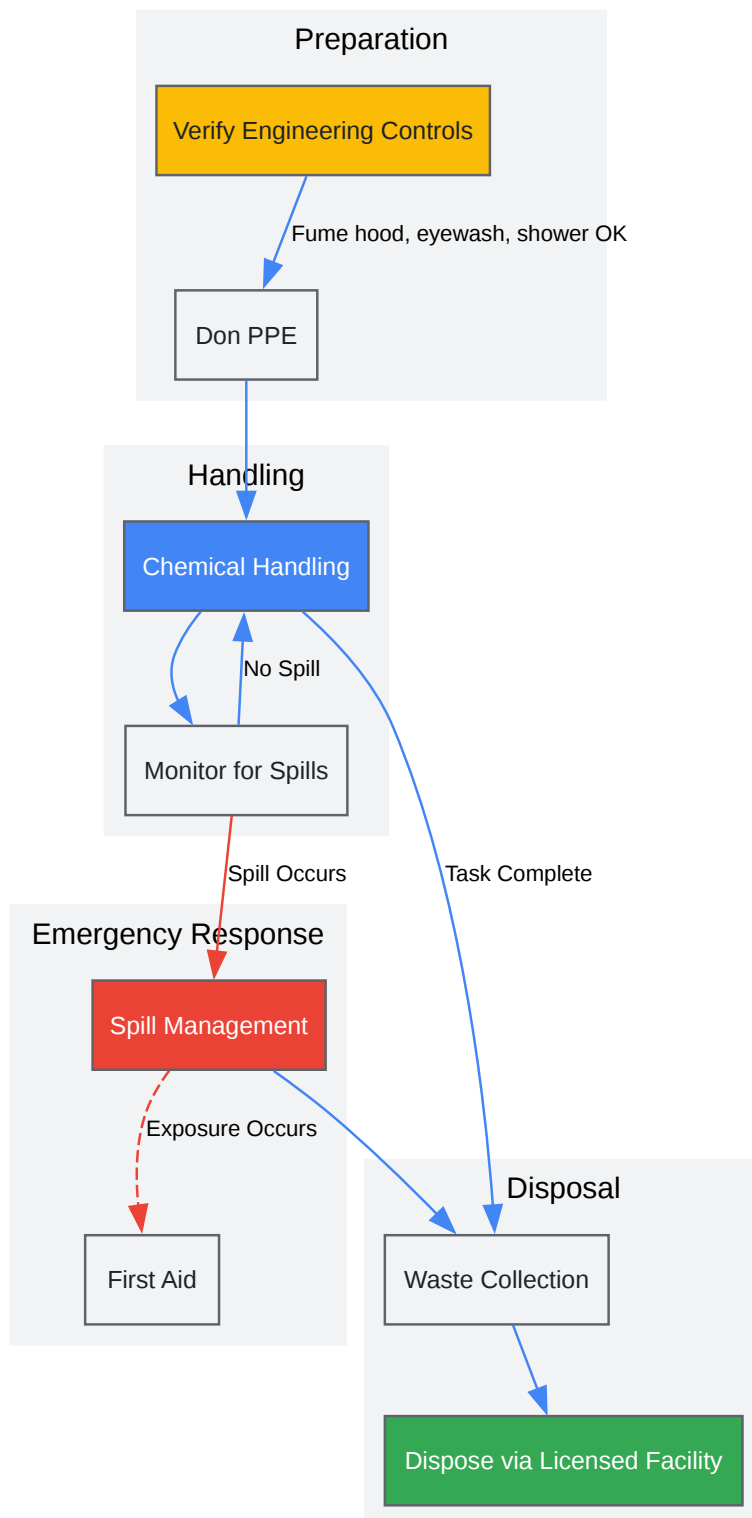 Preparation
Verify Engineering Controls
Fume hood, eyewash, shower OK
Don PPE
Handling
Chemical Handling
No Spill
Monitor for Spills
Spill Occurs
Task Complete
Emergency Response
Spill Management
Exposure Occurs
Disposal
First Aid
Waste Collection
Dispose via Licensed Facility